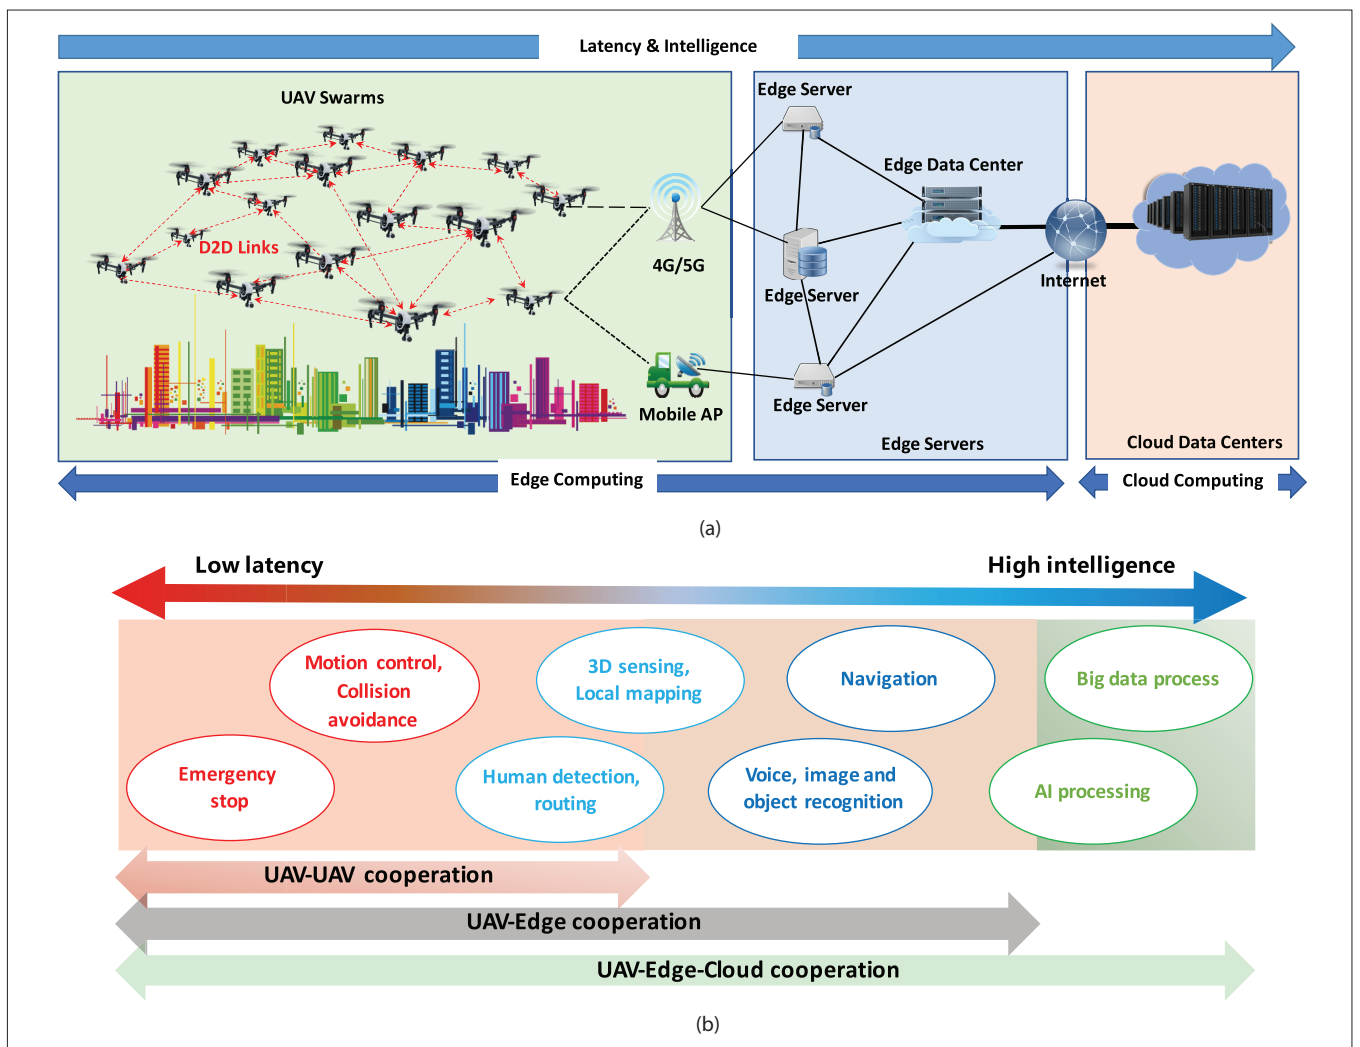 Latency & Intelligence
UAV Swarms
D2D Links
4G/5G
Mobile AP
Edge Server
Edge Data Center
Edge Server
Edge Server
Edge Servers
Internet
Cloud Data Centers
Edge Computing
Cloud Computing
(a)
Low latency
High intelligence
Motion control,
Collision
avoidance
3D sensing,
Local mapping
Navigation
Big data process
Emergency
stop
Human detection,
routing
Voice, image and
object recognition
AI processing
UAV-UAV cooperation
UAV-Edge cooperation
UAV-Edge-Cloud cooperation
(b)